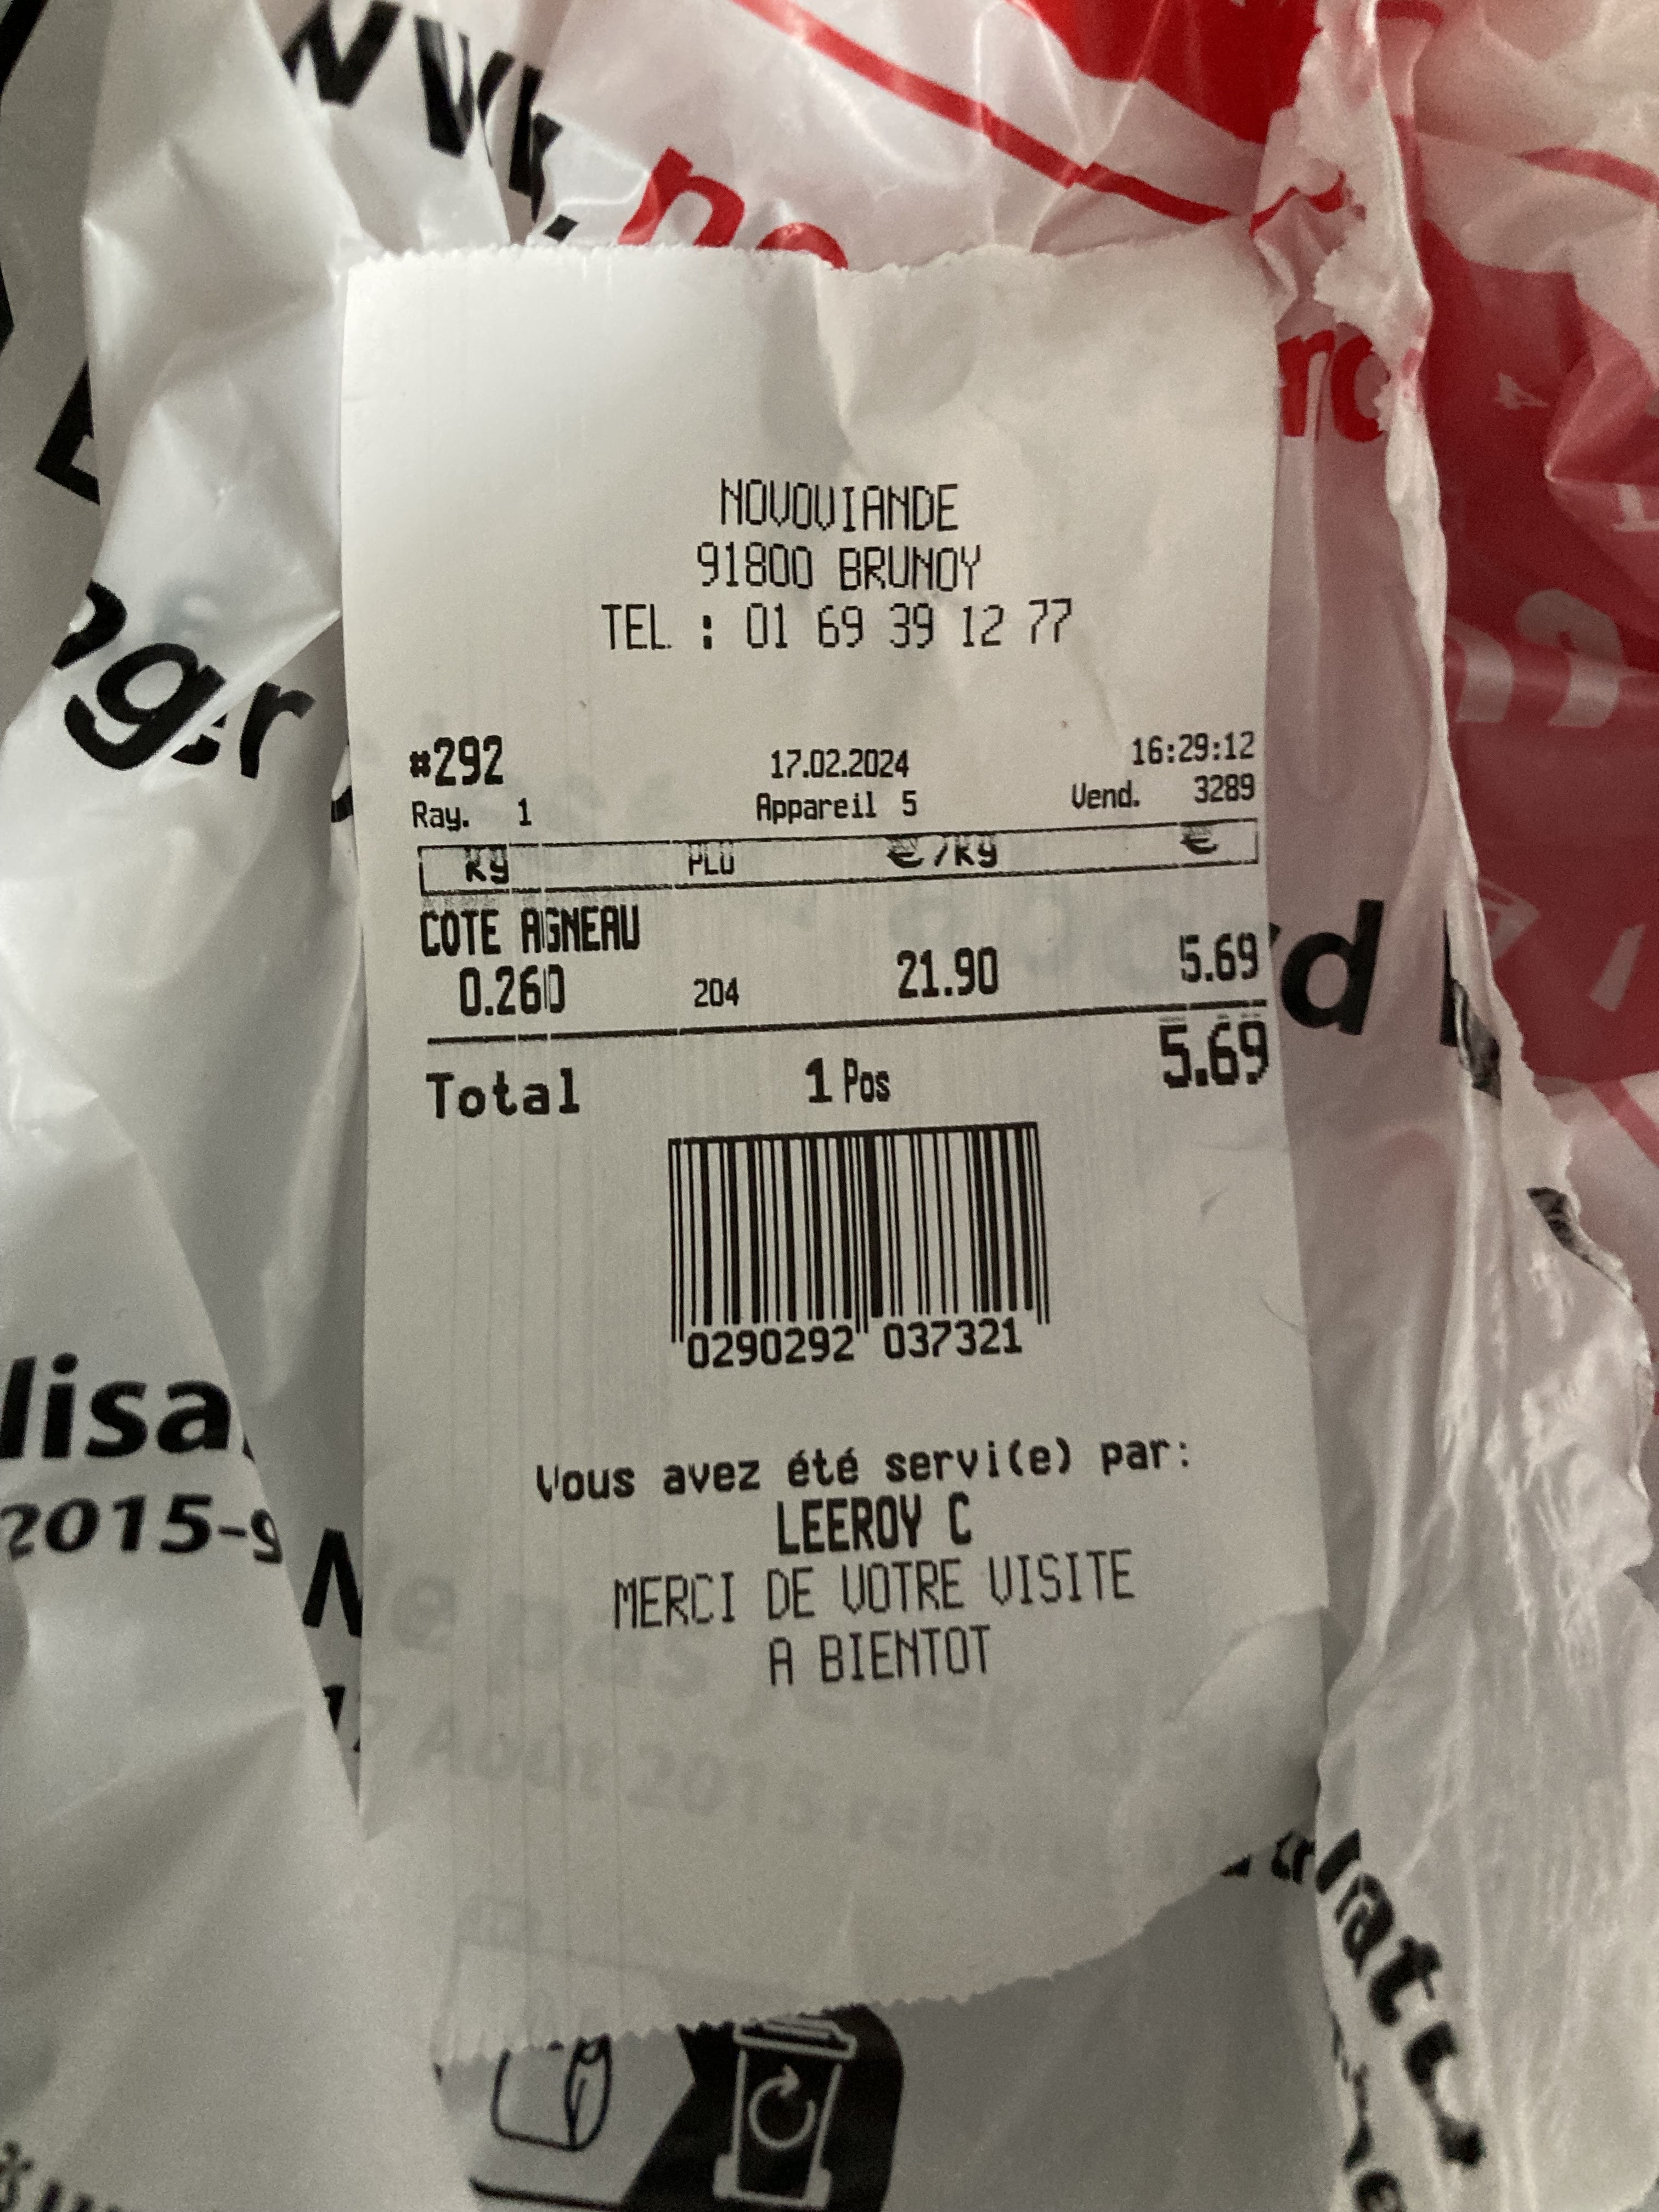 NOVOVIANDE
91800 BRUNOY
TEL : 01 69 39 12 77
#292 17.02.2024 16:29:12
Ray. 1 Appareil 5 Vend. 3289
kg PLU €/kg €
COTE AGNEAU
0.260 204 21.90 5.69
Total 1 Pos 5.69
0290292 037321
Vous avez été servi(e) par:
LEEROY C
MERCI DE VOTRE VISITE
A BIENTOT
2015-9